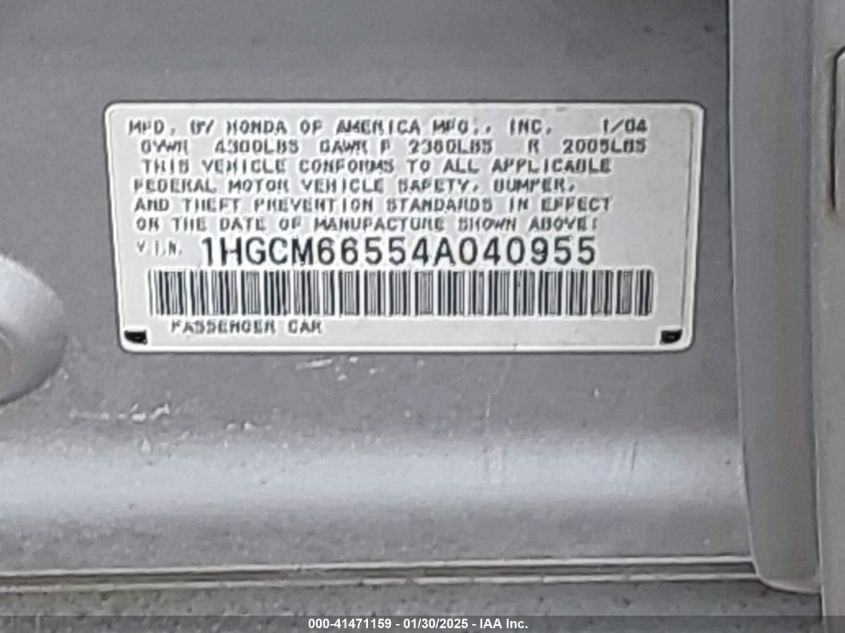 MFD. BY HONDA OF AMERICA MFG., INC. 1/04
GVWR 4300LBS GAWR F 2360LBS R 2005LBS
THIS VEHICLE CONFORMS TO ALL APPLICABLE
FEDERAL MOTOR VEHICLE SAFETY, BUMPER,
AND THEFT PREVENTION STANDARDS IN EFFECT
ON THE DATE OF MANUFACTURE SHOWN ABOVE:
V.I.N. 1HGCM66554A040955
PASSENGER CAR
000-41471159 - 01/30/2025 - IAA Inc.